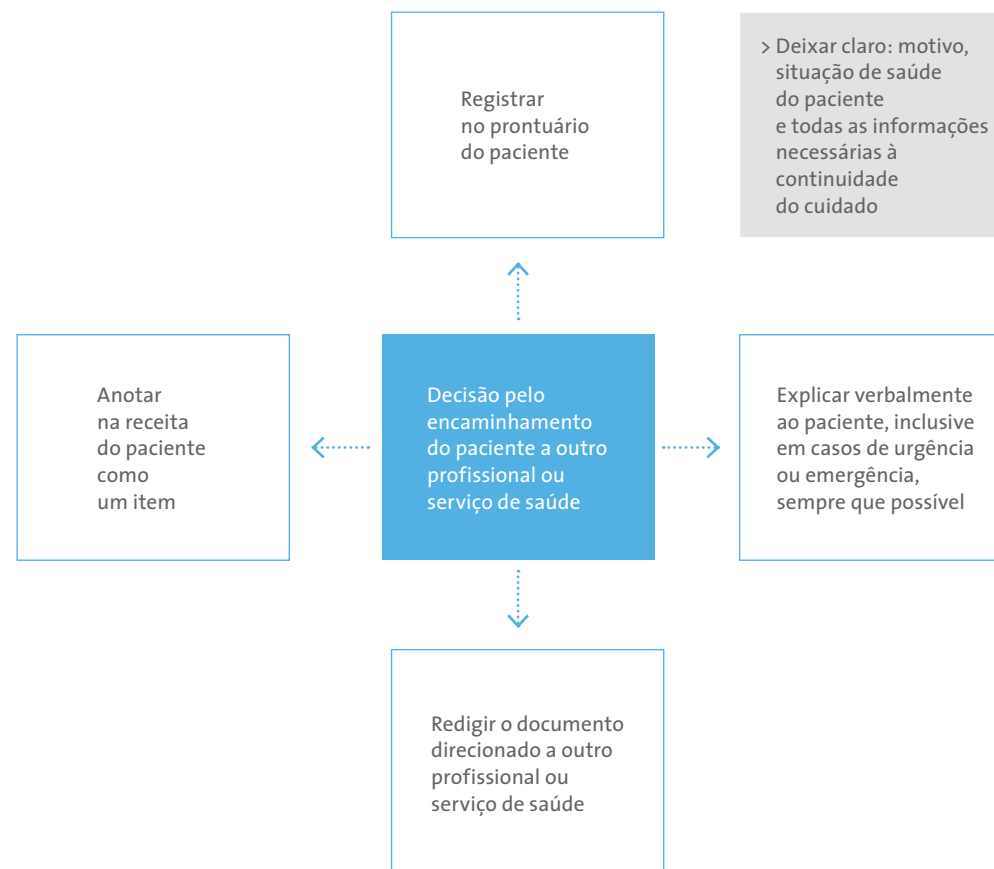 Registrar
no prontuário
do paciente
> Deixar claro: motivo,
situação de saúde
do paciente
e todas as informações
necessárias à
continuidade
do cuidado
Anotar
na receita
do paciente
como
um item
Decisão pelo
encaminhamento
do paciente a outro
profissional ou
serviço de saúde
Explicar verbalmente
ao paciente, inclusive
em casos de urgência
ou emergência,
sempre que possível
Redigir o documento
direcionado a outro
profissional ou
serviço de saúde